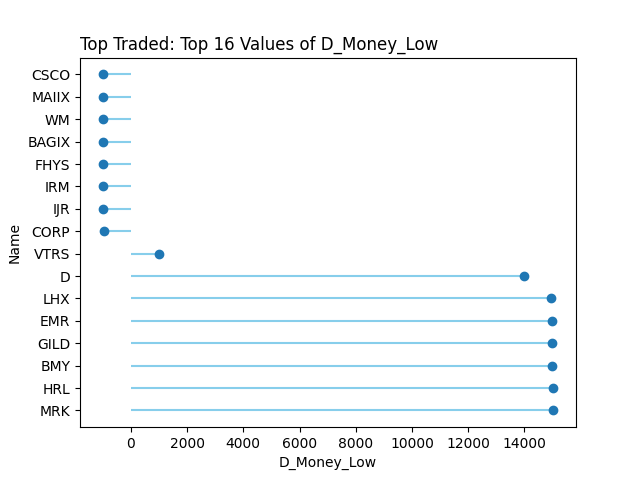 Top Traded: Top 16 Values of D_Money_Low
CSCO
MAIIX
WM
BAGIX
FHYS
IRM
IJR
CORP
VTRS
D
LHX
EMR
GILD
BMY
HRL
MRK
Name
0 2000 4000 6000 8000 10000 12000 14000
D_Money_Low